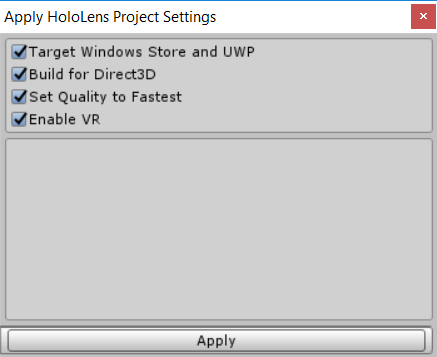 Apply HoloLens Project Settings
Target Windows Store and UWP
Build for Direct3D
Set Quality to Fastest
Enable VR
Apply